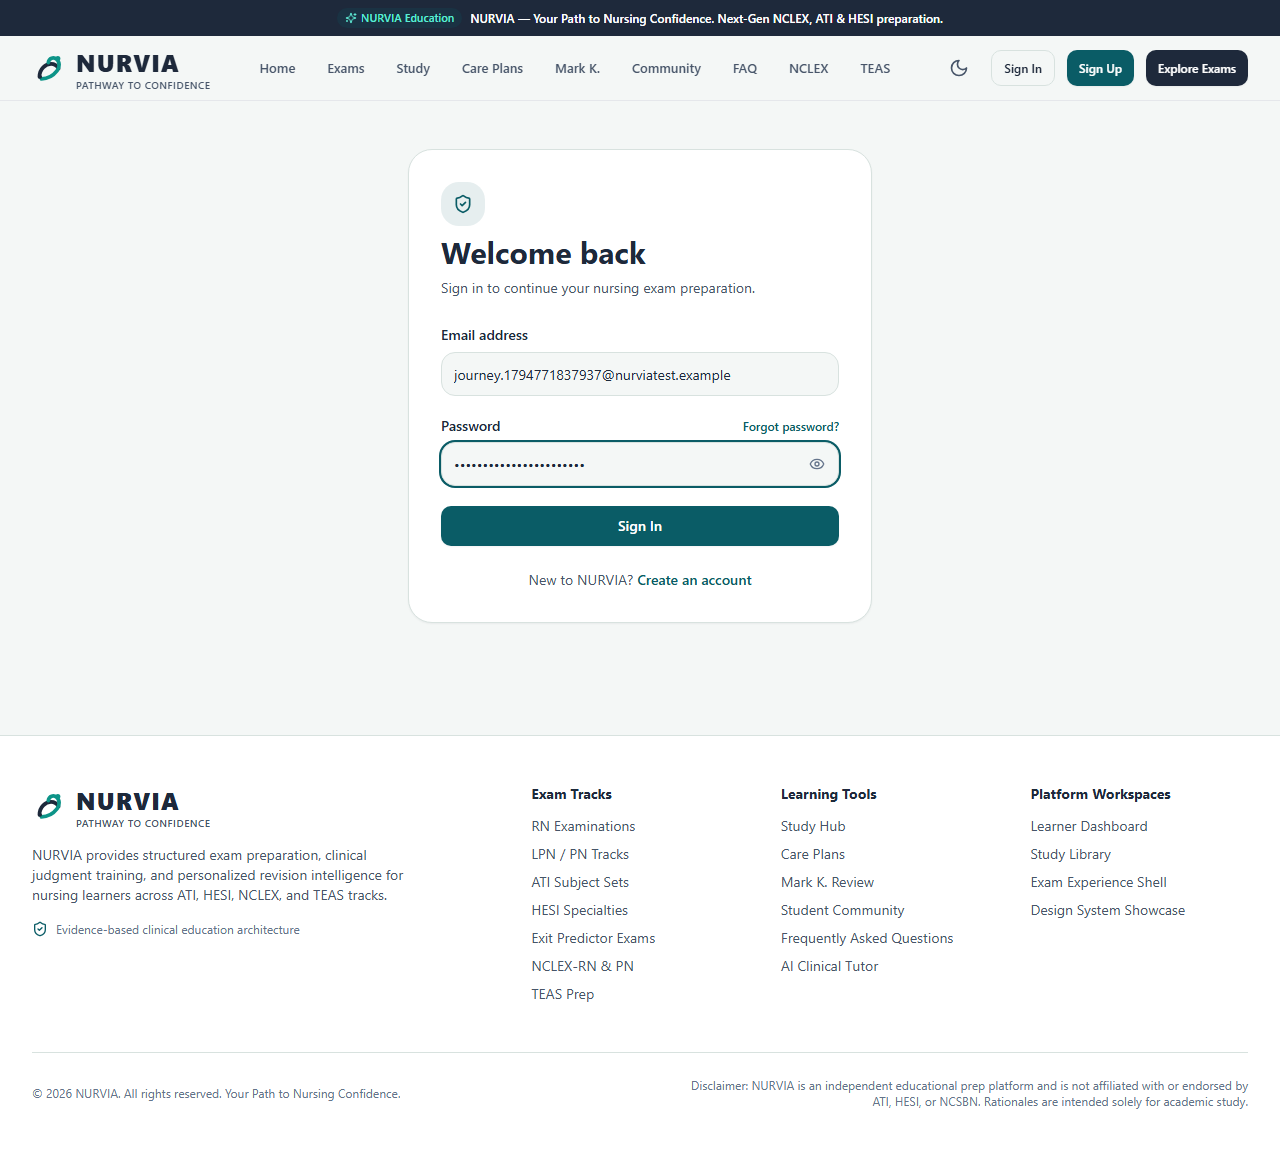 NURVIA Education NURVIA — Your Path to Nursing Confidence. Next-Gen NCLEX, ATI & HESI preparation.
NURVIA
PATHWAY TO CONFIDENCE
Home Exams Study Care Plans Mark K. Community FAQ NCLEX TEAS Sign In Sign Up Explore Exams
Welcome back
Sign in to continue your nursing exam preparation.
Email address
journey.1794771837937@nurviatest.example
Password Forgot password?
Sign In
New to NURVIA? Create an account
NURVIA
PATHWAY TO CONFIDENCE
NURVIA provides structured exam preparation, clinical
judgment training, and personalized revision intelligence for
nursing learners across ATI, HESI, NCLEX, and TEAS tracks.
Evidence-based clinical education architecture
Exam Tracks
RN Examinations
LPN / PN Tracks
ATI Subject Sets
HESI Specialties
Exit Predictor Exams
NCLEX-RN & PN
TEAS Prep
Learning Tools
Study Hub
Care Plans
Mark K. Review
Student Community
Frequently Asked Questions
AI Clinical Tutor
Platform Workspaces
Learner Dashboard
Study Library
Exam Experience Shell
Design System Showcase
© 2026 NURVIA. All rights reserved. Your Path to Nursing Confidence.
Disclaimer: NURVIA is an independent educational prep platform and is not affiliated with or endorsed by
ATI, HESI, or NCSBN. Rationales are intended solely for academic study.